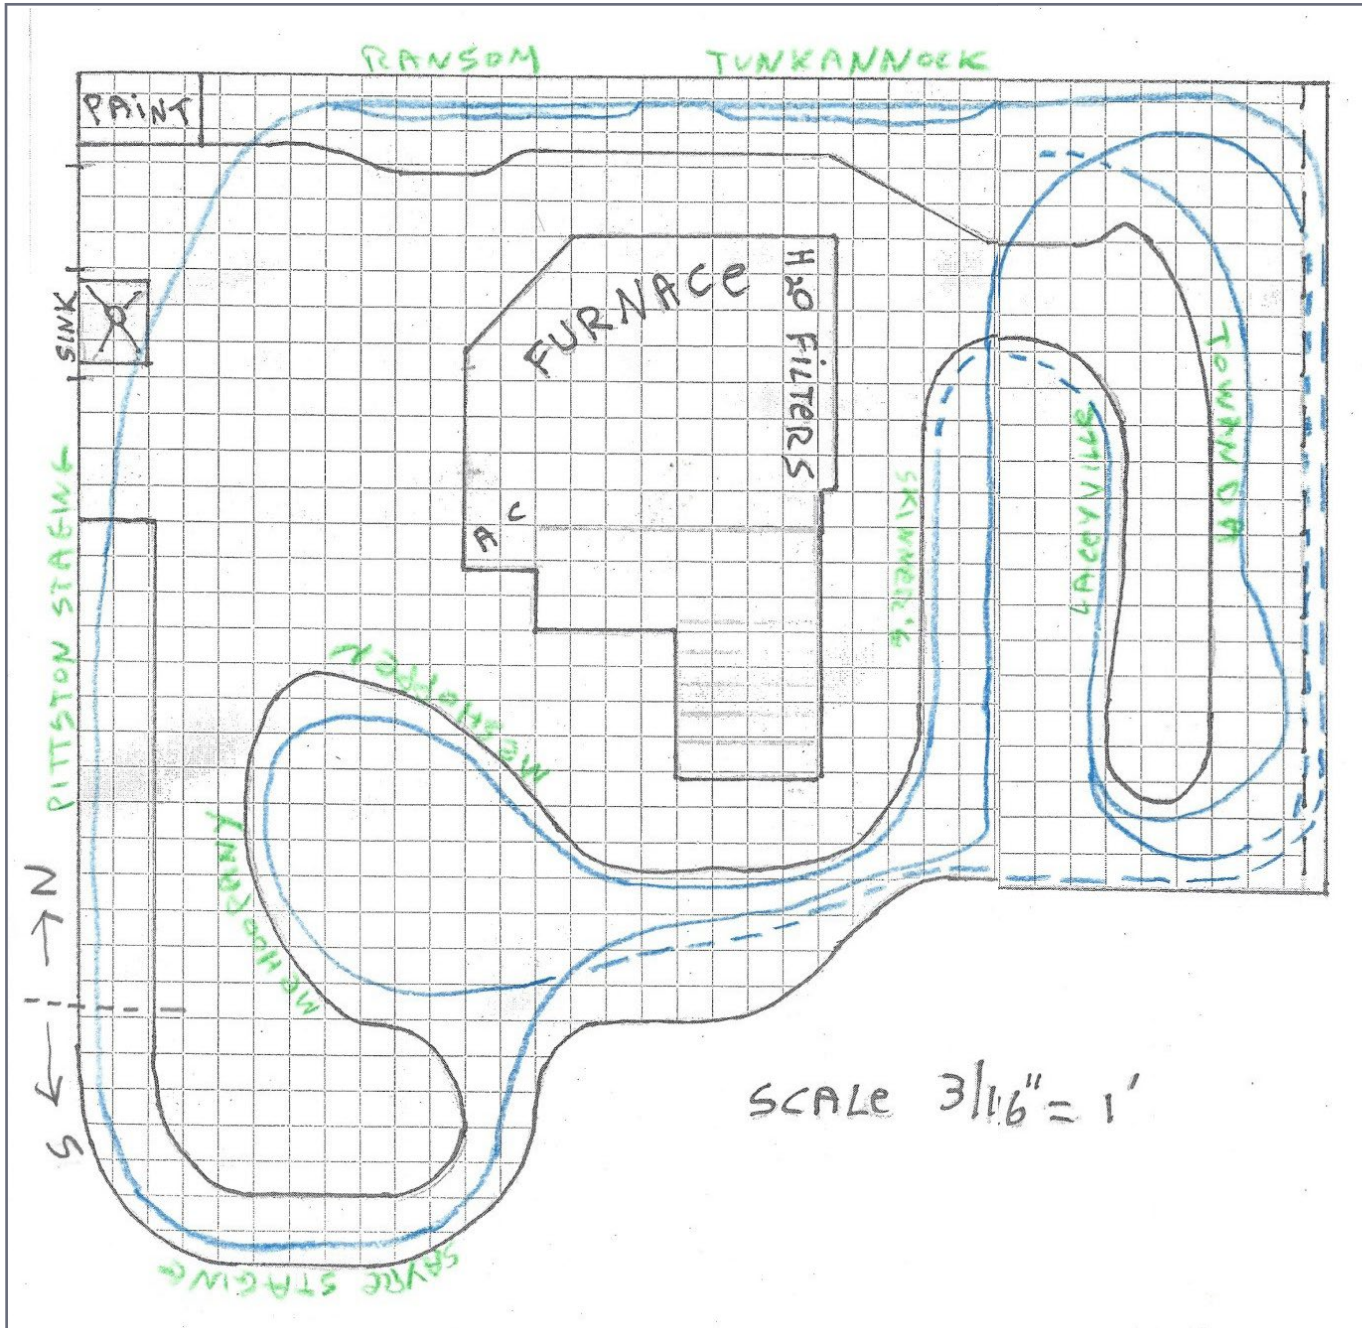 RANSOM
TUNKANNOCK
PAINT
SINK
FURNACE
H2O FILTERS
A C
TOWANDA
LACEYVILLE
SKINNER'S
PITTSTON STAGING
MESHOPPEN
MEHOOPANY
N
S
SAYRE STAGING
SCALE 3/16" = 1'